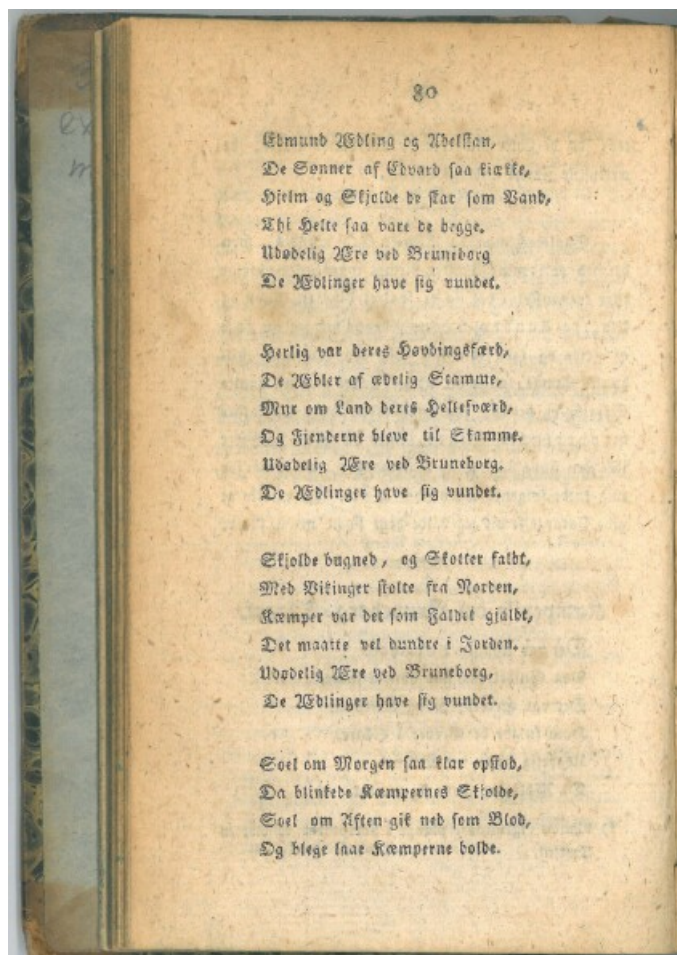 80
Edmund Ædling og Adelstan,
De Sønner af Edvard saa kiække,
Hjelm og Skjolde de skar som Vand,
Thi Helte saa vare de begge.
Udødelig Ære ved Bruneborg
De Ædlinger have sig vundet.
Herlig var deres Høvdingsfærd,
De Æbler af ædelig Stamme,
Mur om Land deres Heltesværd,
Og Fjenderne bleve til Skamme.
Udødelig Ære ved Bruneborg.
De Ædlinger have sig vundet.
Skjolde bugned, og Skotter faldt,
Med Vikinger stolte fra Norden,
Kæmper var det som Faldet gjaldt,
Det maatte vel dundre i Jorden.
Udødelig Ære ved Bruneborg,
De Ædlinger have sig vundet.
Soel om Morgen saa klar opstod,
Da blinkede Kæmpernes Skjolde,
Soel om Aften gik ned som Blod,
Og blege laae Kæmperne bolde.